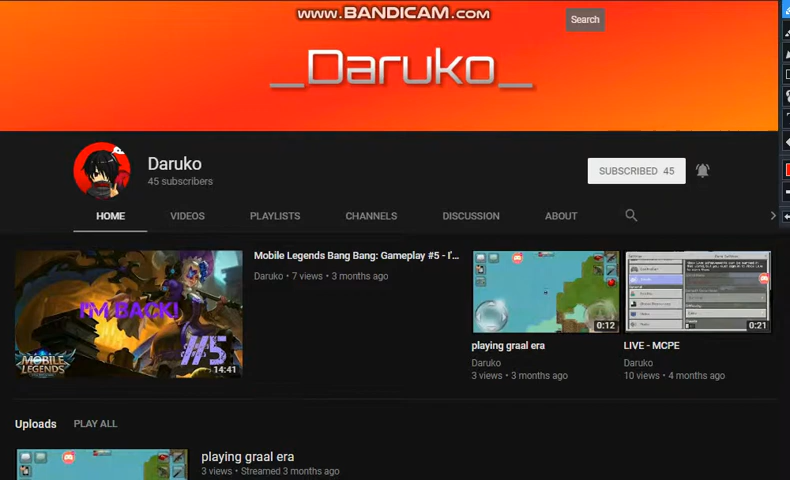 www.BANDICAM.com
Search
_Daruko_
Daruko
45 subscribers
SUBSCRIBED 45
HOME
VIDEOS
PLAYLISTS
CHANNELS
DISCUSSION
ABOUT
I'M BACK!
#5
MOBILE
LEGENDS
14:41
Mobile Legends Bang Bang: Gameplay #5 - I'...
Daruko • 7 views • 3 months ago
0:12
playing graal era
Daruko
3 views • 3 months ago
0:21
LIVE - MCPE
Daruko
10 views • 4 months ago
Uploads
PLAY ALL
playing graal era
3 views • Streamed 3 months ago